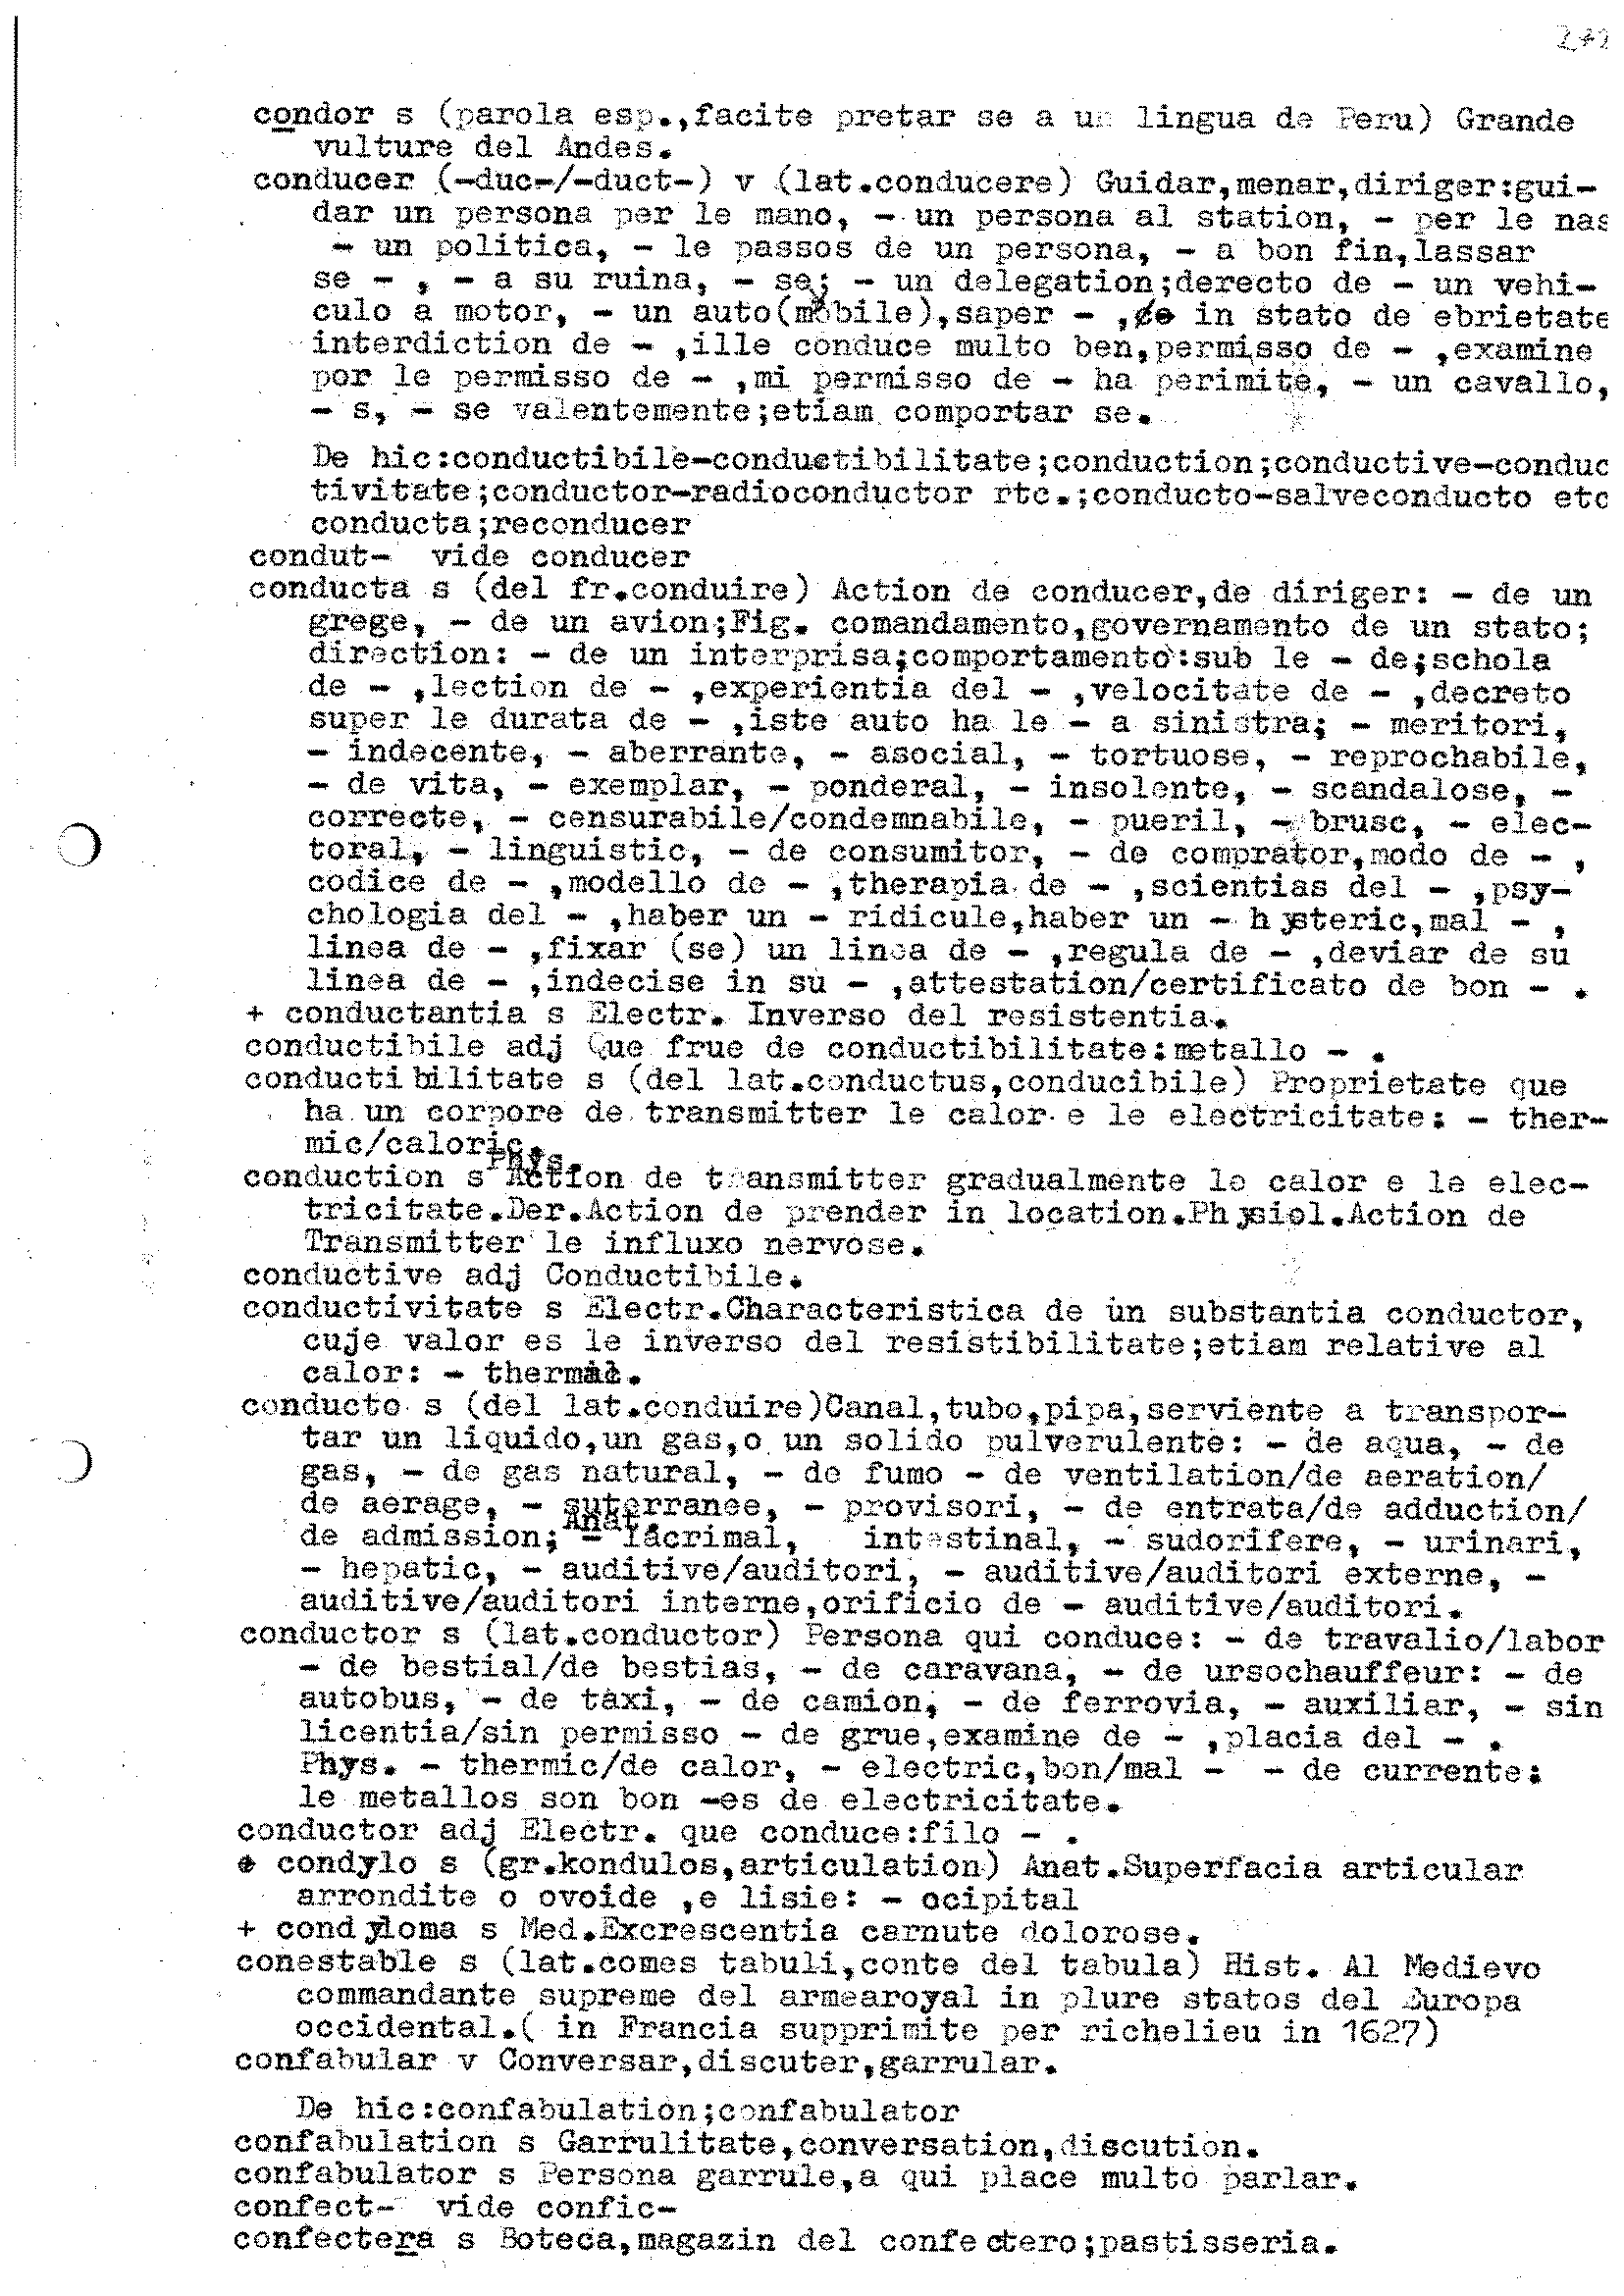 condor s (parola esp.,facite pretar se a un lingua de Peru) Grande
vulture del Andes.
conducer (-duc-/-duct-) v (lat.conducere) Guidar,menar,diriger:gui-
dar un persona per le mano, - un persona al station, - per le nas
- un politica, - le passos de un persona, - a bon fin,lassar
se - , - a su ruina, - se; - un delegation;derecto de - un vehi-
culo a motor, - un auto(mobile),saper - , in stato de ebrietate
interdiction de - ,ille conduce multo ben,permisso de - ,examine
por le permisso de - ,mi permisso de - ha perimite, - un cavallo,
- s, - se valentemente;etiam comportar se.
De hic:conductibile-conductibilitate;conduction;conductive-conduc
tivitate;conductor-radioconductor rtc.;conducto-salveconducto etc
conducta;reconducer
condut- vide conducer
conducta s (del fr.conduire) Action de conducer,de diriger: - de un
grege, - de un avion;Fig. comandamento,governamento de un stato;
direction: - de un interprisa;comportamento:sub le - de;schola
de - ,lection de - ,experientia del - ,velocitate de - ,decreto
super le durata de - ,iste auto ha le - a sinistra; - meritori,
- indecente, - aberrante, - asocial, - tortuose, - reprochabile,
- de vita, - exemplar, - ponderal, - insolente, - scandalose, -
correcte, - censurabile/condemnabile, - pueril, - brusc, - elec-
toral, - linguistic, - de consumitor, - de comprator,modo de - ,
codice de - ,modello de - ,therapia de - ,scientias del - ,psy-
chologia del - ,haber un - ridicule,haber un - hysteric,mal - ,
linea de - ,fixar (se) un linea de - ,regula de - ,deviar de su
linea de - ,indecise in su - ,attestation/certificato de bon - .
+ conductantia s Electr. Inverso del resistentia.
conductibile adj Que frue de conductibilitate:metallo - .
conductibilitate s (del lat.conductus,conducibile) Proprietate que
ha un corpore de transmitter le calor e le electricitate: - ther-
mic/caloric.
conduction s Phys. Action de transmitter gradualmente le calor e le elec-
tricitate.Der.Action de prender in location.Physiol.Action de
Transmitter le influxo nervose.
conductive adj Conductibile.
conductivitate s Electr.Characteristica de un substantia conductor,
cuje valor es le inverso del resistibilitate;etiam relative al
calor: - thermal.
conducto s (del lat.conduire)Canal,tubo,pipa,serviente a transpor-
tar un liquido,un gas,o un solido pulverulente: - de aqua, - de
gas, - de gas natural, - de fumo - de ventilation/de aeration/
de aerage, - suterranee, - provisori, - de entrata/de adduction/
de admission; Anat. - lacrimal, intestinal, - sudorifere, - urinari,
- hepatic, - auditive/auditori, - auditive/auditori externe, -
auditive/auditori interne,orificio de - auditive/auditori.
conductor s (lat.conductor) Persona qui conduce: - de travalio/labor
- de bestial/de bestias, - de caravana, - de ursochauffeur: - de
autobus, - de taxi, - de camion, - de ferrovia, - auxiliar, - sin
licentia/sin permisso - de grue,examine de - ,placia del - .
Phys. - thermic/de calor, - electric,bon/mal - - de currente:
le metallos son bon -es de electricitate.
conductor adj Electr. que conduce:filo - .
+ condylo s (gr.kondulos,articulation) Anat.Superfacia articular
arrondite o ovoide ,e lisie: - ocipital
+ condyloma s Med.Excrescentia carnute dolorose.
conestable s (lat.comes tabuli,conte del tabula) Hist. Al Medievo
commandante supreme del armearoyal in plure statos del Europa
occidental.( in Francia supprimite per richelieu in 1627)
confabular v Conversar,discuter,garrular.
De hic:confabulation;confabulator
confabulation s Garrulitate,conversation,discution.
confabulator s Persona garrule,a qui place multo parlar.
confect- vide confic-
confectera s Boteca,magazin del confectero;pastisseria.